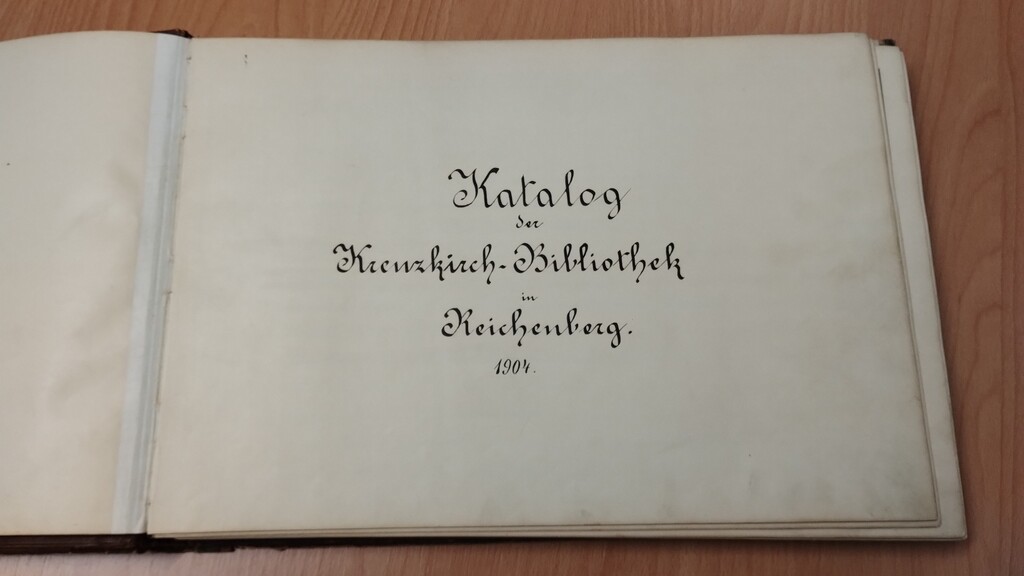 Katalog
der
Kreuzkirch-Bibliothek
in
Reichenberg.
1904.